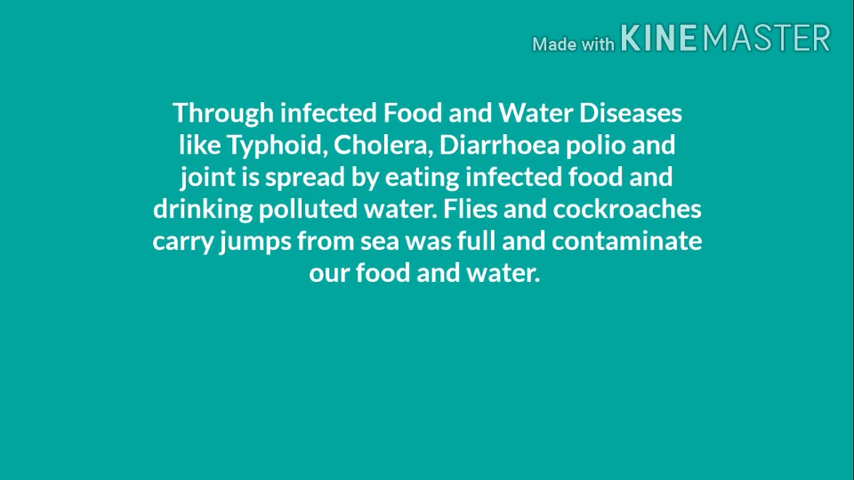 Made with KINEMASTER
Through infected Food and Water Diseases
like Typhoid, Cholera, Diarrhoea polio and
joint is spread by eating infected food and
drinking polluted water. Flies and cockroaches
carry jumps from sea was full and contaminate
our food and water.